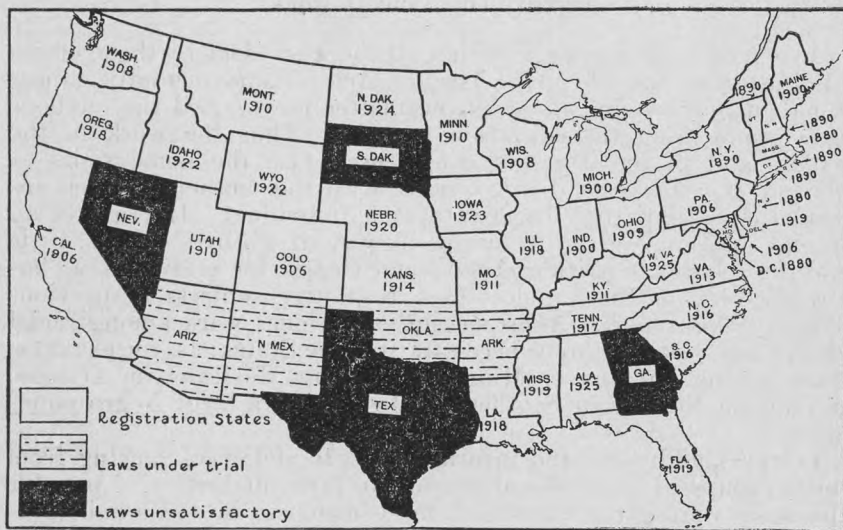 WASH.
1908
OREG.
1918
CAL.
1906
NEV.
IDAHO
1922
MONT.
1910
WYO
1922
UTAH
1910
COLO
1906
ARIZ.
N MEX.
N. DAK.
1924
S. DAK.
NEBR.
1920
KANS.
1914
OKLA.
TEX.
MINN.
1910
IOWA
1923
MO.
1911
ARK.
LA.
1918
WIS.
1908
ILL.
1918
MICH.
1900
IND.
1900
OHIO
1909
KY.
1911
TENN.
1917
MISS.
1919
ALA.
1925
GA.
FLA.
1919
S. C.
1916
N. C.
1916
VA.
1913
W. VA
1925
PA.
1906
N. Y.
1890
1890
VT.
N. H.
MAINE
1900
MASS.
CT.
N J
DEL.
1890
1880
1890
1890
1880
1919
1906
D.C.1880
Registration States
Laws under trial
Laws unsatisfactory